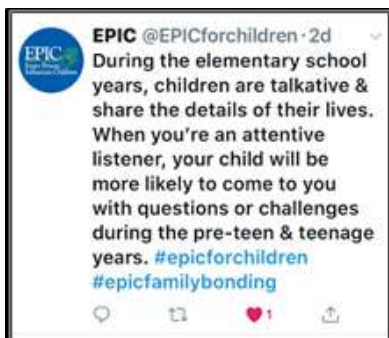 EPIC @EPICforchildren · 2d
EPIC
During the elementary school
years, children are talkative &
share the details of their lives.
When you're an attentive
listener, your child will be
more likely to come to you
with questions or challenges
during the pre-teen & teenage
years. #epicforchildren
#epicfamilybonding
1